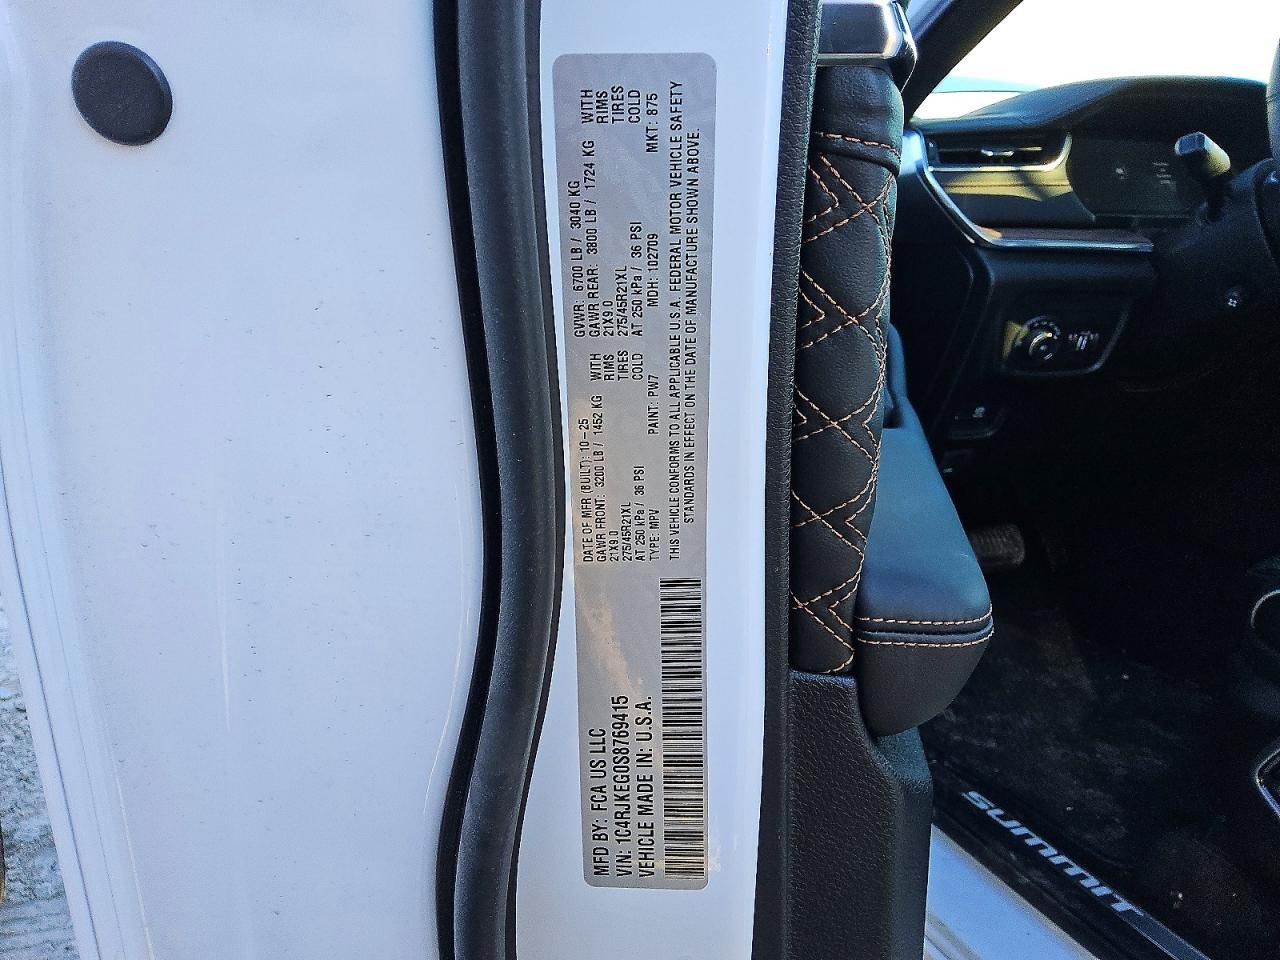 MFD BY: FCA US LLC
VIN: 1C4RJKEG0S8769415
VEHICLE MADE IN: U.S.A.
DATE OF MFR (BUILT): 10-25 GVWR: 6700 LB / 3040 KG
GAWR FRONT: 3200 LB / 1452 KG WITH GAWR REAR: 3800 LB / 1724 KG WITH
21X9.0 RIMS 21X9.0 RIMS
275/45R21XL TIRES 275/45R21XL TIRES
AT 250 kPa / 36 PSI COLD AT 250 kPa / 36 PSI COLD
TYPE: MPV PAINT: PW7 MDH: 102709 MKT: 875
THIS VEHICLE CONFORMS TO ALL APPLICABLE U.S.A. FEDERAL MOTOR VEHICLE SAFETY
STANDARDS IN EFFECT ON THE DATE OF MANUFACTURE SHOWN ABOVE.
SUMMIT